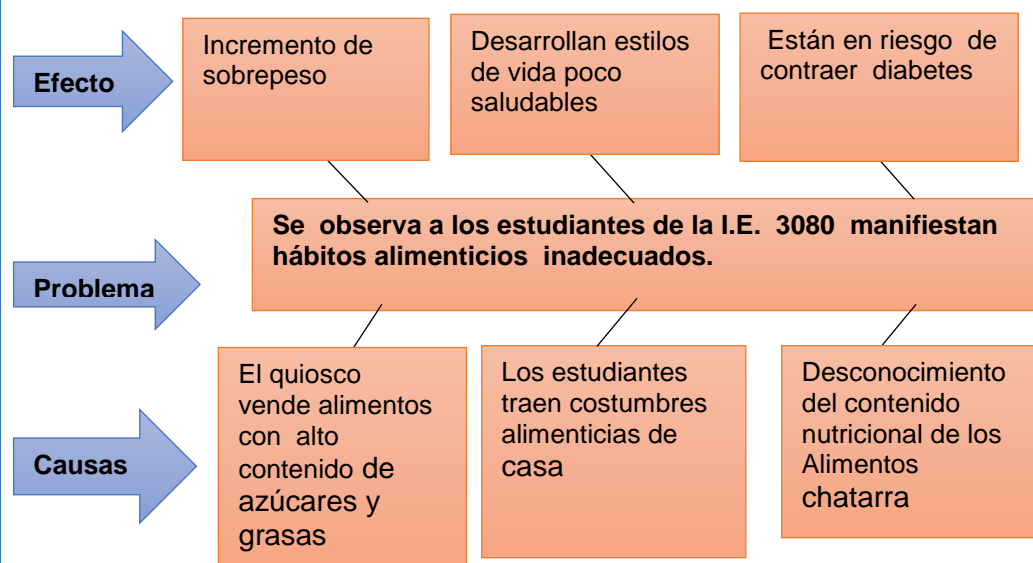 Efecto
Incremento de
sobrepeso
Desarrollan estilos
de vida poco
saludables
Están en riesgo de
contraer diabetes
Problema
Se observa a los estudiantes de la I.E. 3080 manifiestan
hábitos alimenticios inadecuados.
Causas
El quiosco
vende alimentos
con alto
contenido de
azúcares y
grasas
Los estudiantes
traen costumbres
alimenticias de
casa
Desconocimiento
del contenido
nutricional de los
Alimentos
chatarra